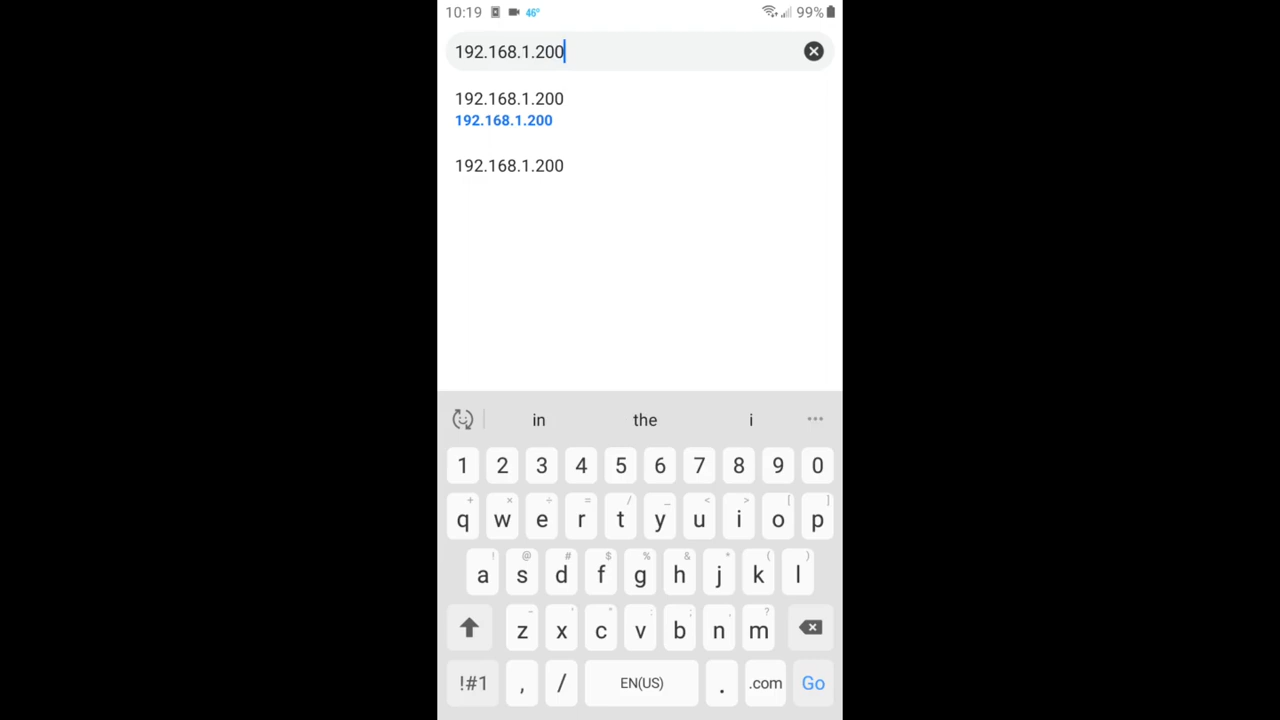 10:19 46° 99%
192.168.1.200
192.168.1.200
192.168.1.200
192.168.1.200
in the i
1 2 3 4 5 6 7 8 9 0
+ × ÷ = / _ < > [ ]
q w e r t y u i o p
! @ # $ % & * ( )
a s d f g h j k l
- ' " : ; , ?
z x c v b n m
!#1 , / EN(US) . .com Go